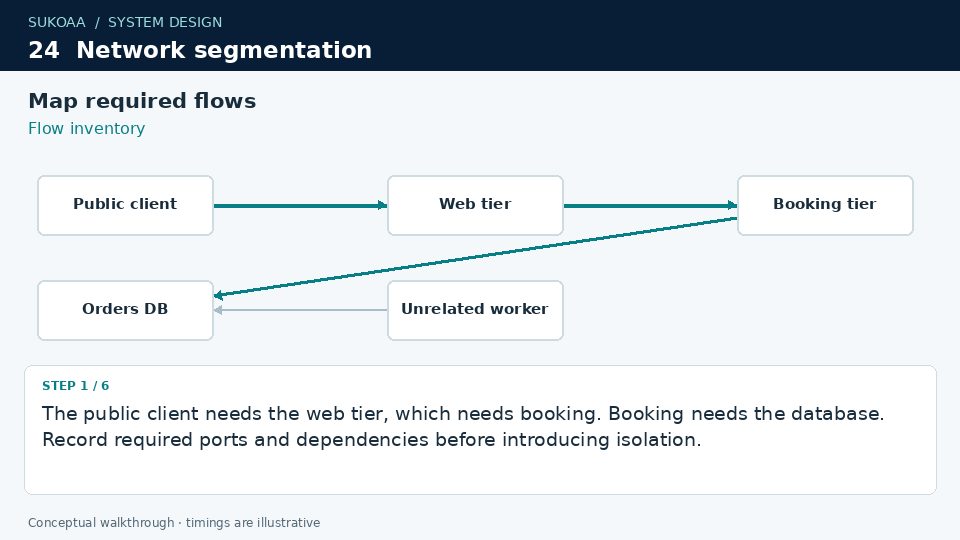 SUKOAA / SYSTEM DESIGN
24 Network segmentation
Map required flows
Flow inventory
Public client
Web tier
Booking tier
Orders DB
Unrelated worker
STEP 1 / 6
The public client needs the web tier, which needs booking. Booking needs the database.
Record required ports and dependencies before introducing isolation.
Conceptual walkthrough · timings are illustrative